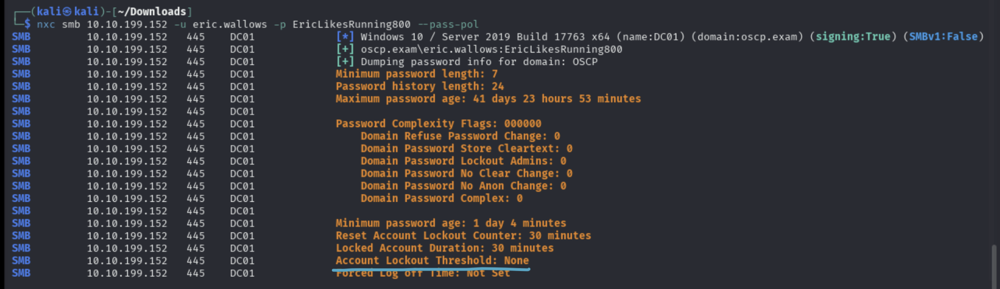 ┌──(kali㉿kali)-[~/Downloads]
└─$ nxc smb 10.10.199.152 -u eric.wallows -p EricLikesRunning800 --pass-pol
SMB 10.10.199.152 445 DC01 [*] Windows 10 / Server 2019 Build 17763 x64 (name:DC01) (domain:oscp.exam) (signing:True) (SMBv1:False)
SMB 10.10.199.152 445 DC01 [+] oscp.exam\eric.wallows:EricLikesRunning800
SMB 10.10.199.152 445 DC01 [+] Dumping password info for domain: OSCP
SMB 10.10.199.152 445 DC01 Minimum password length: 7
SMB 10.10.199.152 445 DC01 Password history length: 24
SMB 10.10.199.152 445 DC01 Maximum password age: 41 days 23 hours 53 minutes
SMB 10.10.199.152 445 DC01
SMB 10.10.199.152 445 DC01 Password Complexity Flags: 000000
SMB 10.10.199.152 445 DC01 Domain Refuse Password Change: 0
SMB 10.10.199.152 445 DC01 Domain Password Store Cleartext: 0
SMB 10.10.199.152 445 DC01 Domain Password Lockout Admins: 0
SMB 10.10.199.152 445 DC01 Domain Password No Clear Change: 0
SMB 10.10.199.152 445 DC01 Domain Password No Anon Change: 0
SMB 10.10.199.152 445 DC01 Domain Password Complex: 0
SMB 10.10.199.152 445 DC01
SMB 10.10.199.152 445 DC01 Minimum password age: 1 day 4 minutes
SMB 10.10.199.152 445 DC01 Reset Account Lockout Counter: 30 minutes
SMB 10.10.199.152 445 DC01 Locked Account Duration: 30 minutes
SMB 10.10.199.152 445 DC01 Account Lockout Threshold: None
SMB 10.10.199.152 445 DC01 Forced Log off Time: Not Set